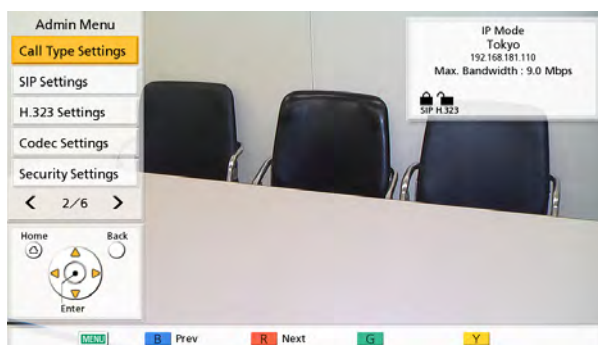 Admin Menu
Call Type Settings
SIP Settings
H.323 Settings
Codec Settings
Security Settings
2/6
Home
Back
Enter
IP Mode
Tokyo
192.168.181.110
Max. Bandwidth : 9.0 Mbps
SIP H.323
MENU B Prev R Next G Y